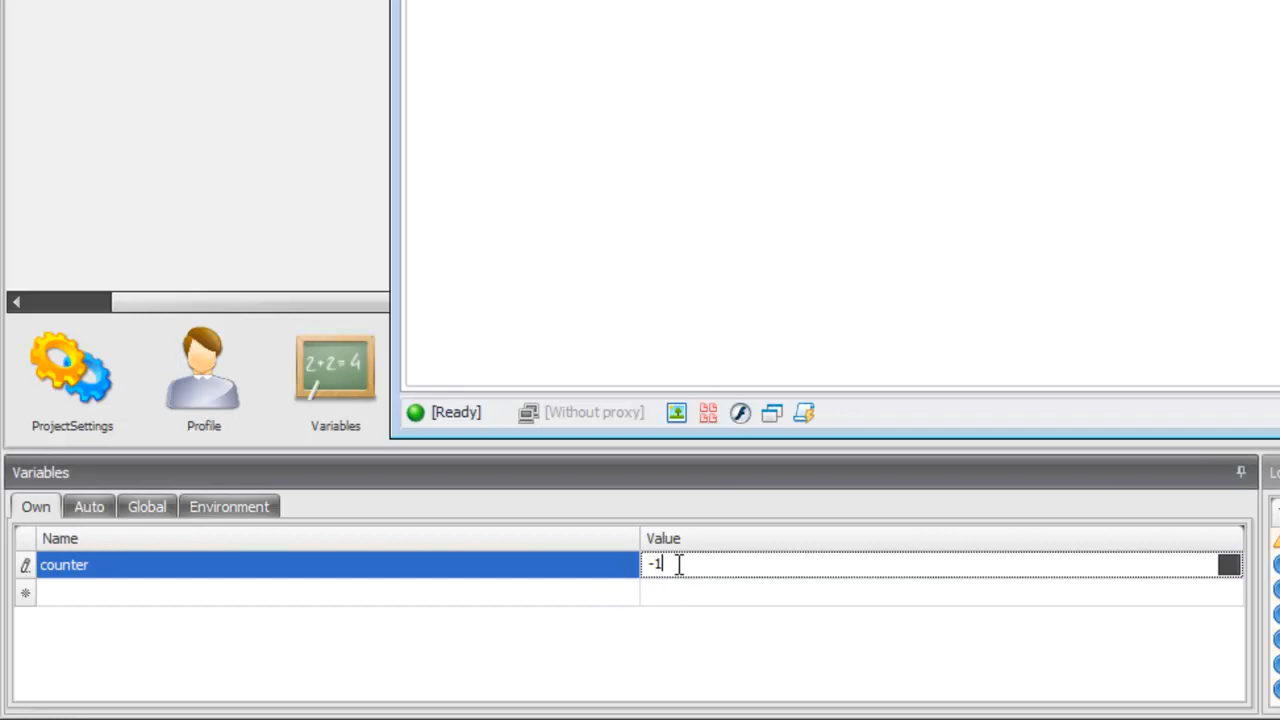 2+2=4
ProjectSettings
Profile
Variables
[Ready]
[Without proxy]
Variables
Own
Auto
Global
Environment
Name
Value
counter
-1